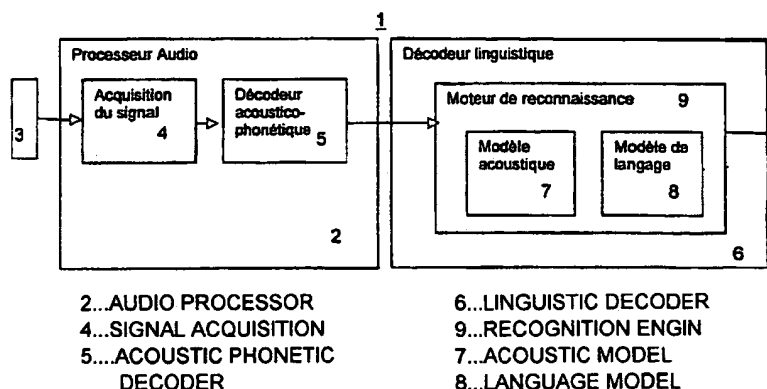 1
Processeur Audio
Décodeur linguistique
Acquisition
du signal
4
Décodeur
acoustico-
phonétique
5
Moteur de reconnaissance 9
3
Modèle
acoustique
7
Modèle de
langage
8
2
6
2...AUDIO PROCESSOR
4...SIGNAL ACQUISITION
5....ACOUSTIC PHONETIC
DECODER
6...LINGUISTIC DECODER
9...RECOGNITION ENGIN
7...ACOUSTIC MODEL
8...LANGUAGE MODEL